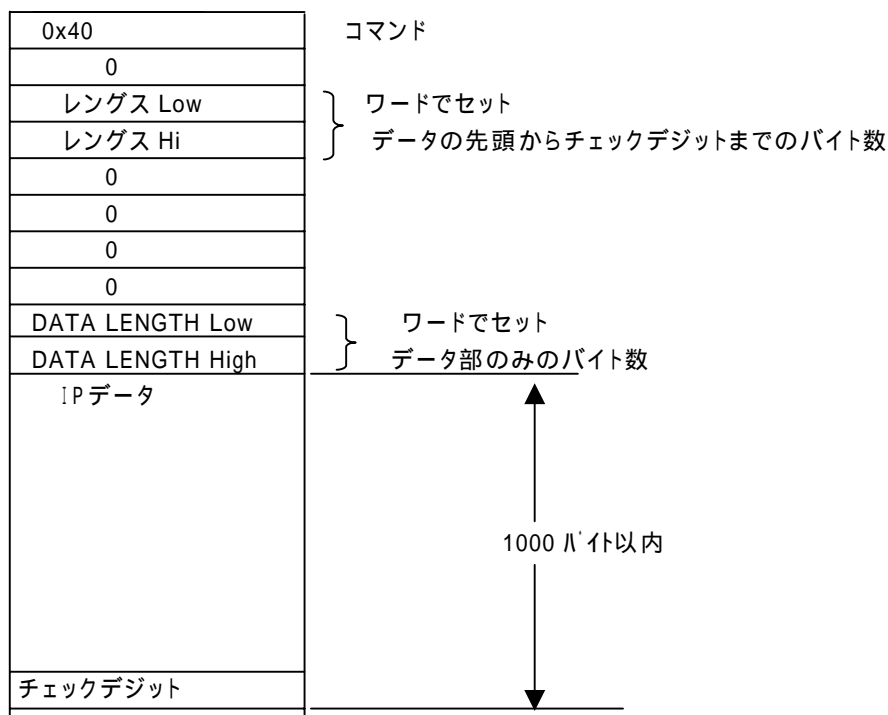 0x40 コマンド
0
レングス Low ワードでセット
レングス Hi データの先頭からチェックデジットまでのバイト数
0
0
0
0
DATA LENGTH Low ワードでセット
DATA LENGTH High データ部のみのバイト数
IPデータ
1000 バイト以内
チェックデジット